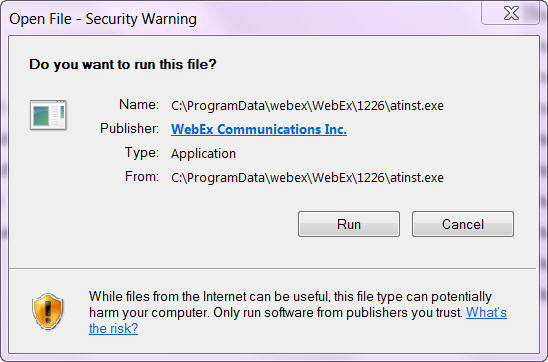 Open File - Security Warning
Do you want to run this file?
Name: C:\ProgramData\webex\WebEx\1226\atinst.exe
Publisher: WebEx Communications Inc.
Type: Application
From: C:\ProgramData\webex\WebEx\1226\atinst.exe
Run Cancel
While files from the Internet can be useful, this file type can potentially
harm your computer. Only run software from publishers you trust. What's
the risk?